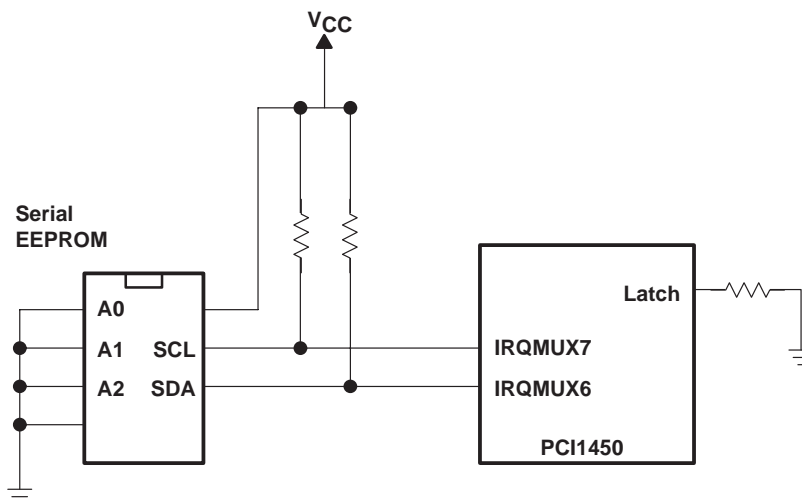 VCC
Serial
EEPROM
A0
A1 SCL
A2 SDA
Latch
IRQMUX7
IRQMUX6
PCI1450